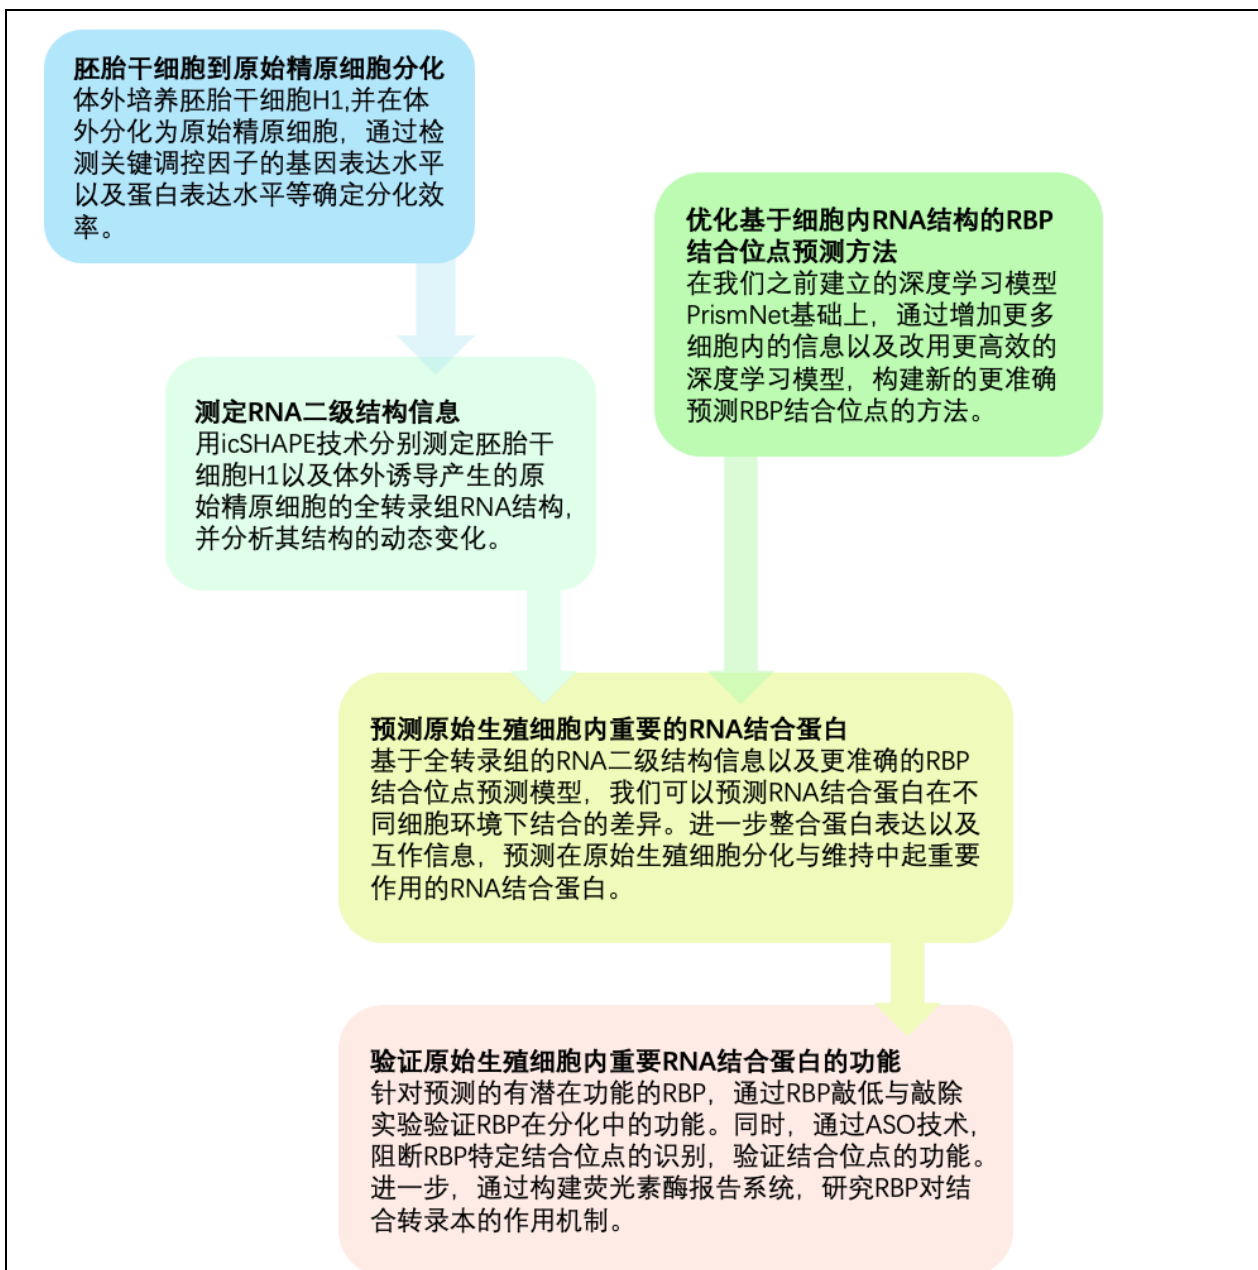 胚胎干细胞到原始精原细胞分化
体外培养胚胎干细胞H1,并在体
外分化为原始精原细胞，通过检
测关键调控因子的基因表达水平
以及蛋白表达水平等确定分化效
率。
优化基于细胞内RNA结构的RBP
结合位点预测方法
在我们之前建立的深度学习模型
PrismNet基础上，通过增加更多
细胞内的信息以及改用更高效的
深度学习模型，构建新的更准确
预测RBP结合位点的方法。
测定RNA二级结构信息
用icSHAPE技术分别测定胚胎干
细胞H1以及体外诱导产生的原
始精原细胞的全转录组RNA结构，
并分析其结构的动态变化。
预测原始生殖细胞内重要的RNA结合蛋白
基于全转录组的RNA二级结构信息以及更准确的RBP
结合位点预测模型，我们可以预测RNA结合蛋白在不
同细胞环境下结合的差异。进一步整合蛋白表达以及
互作信息，预测在原始生殖细胞分化与维持中起重要
作用的RNA结合蛋白。
验证原始生殖细胞内重要RNA结合蛋白的功能
针对预测的有潜在功能的RBP，通过RBP敲低与敲除
实验验证RBP在分化中的功能。同时，通过ASO技术，
阻断RBP特定结合位点的识别，验证结合位点的功能。
进一步，通过构建荧光素酶报告系统，研究RBP对结
合转录本的作用机制。